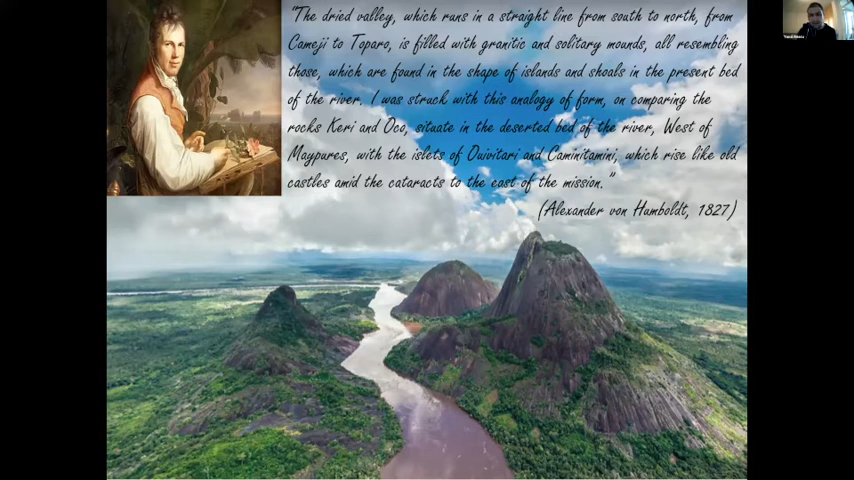 "The dried valley, which runs in a straight line from south to north, from
Cameji to Toparo, is filled with granitic and solitary mounds, all resembling
those, which are found in the shape of islands and shoals in the present bed
of the river. I was struck with this analogy of form, on comparing the
rocks Keri and Oco, situate in the deserted bed of the river, West of
Maypures, with the islets of Ouivitari and Caminitamini, which rise like old
castles amid the cataracts to the east of the mission."
(Alexander von Humboldt, 1827)